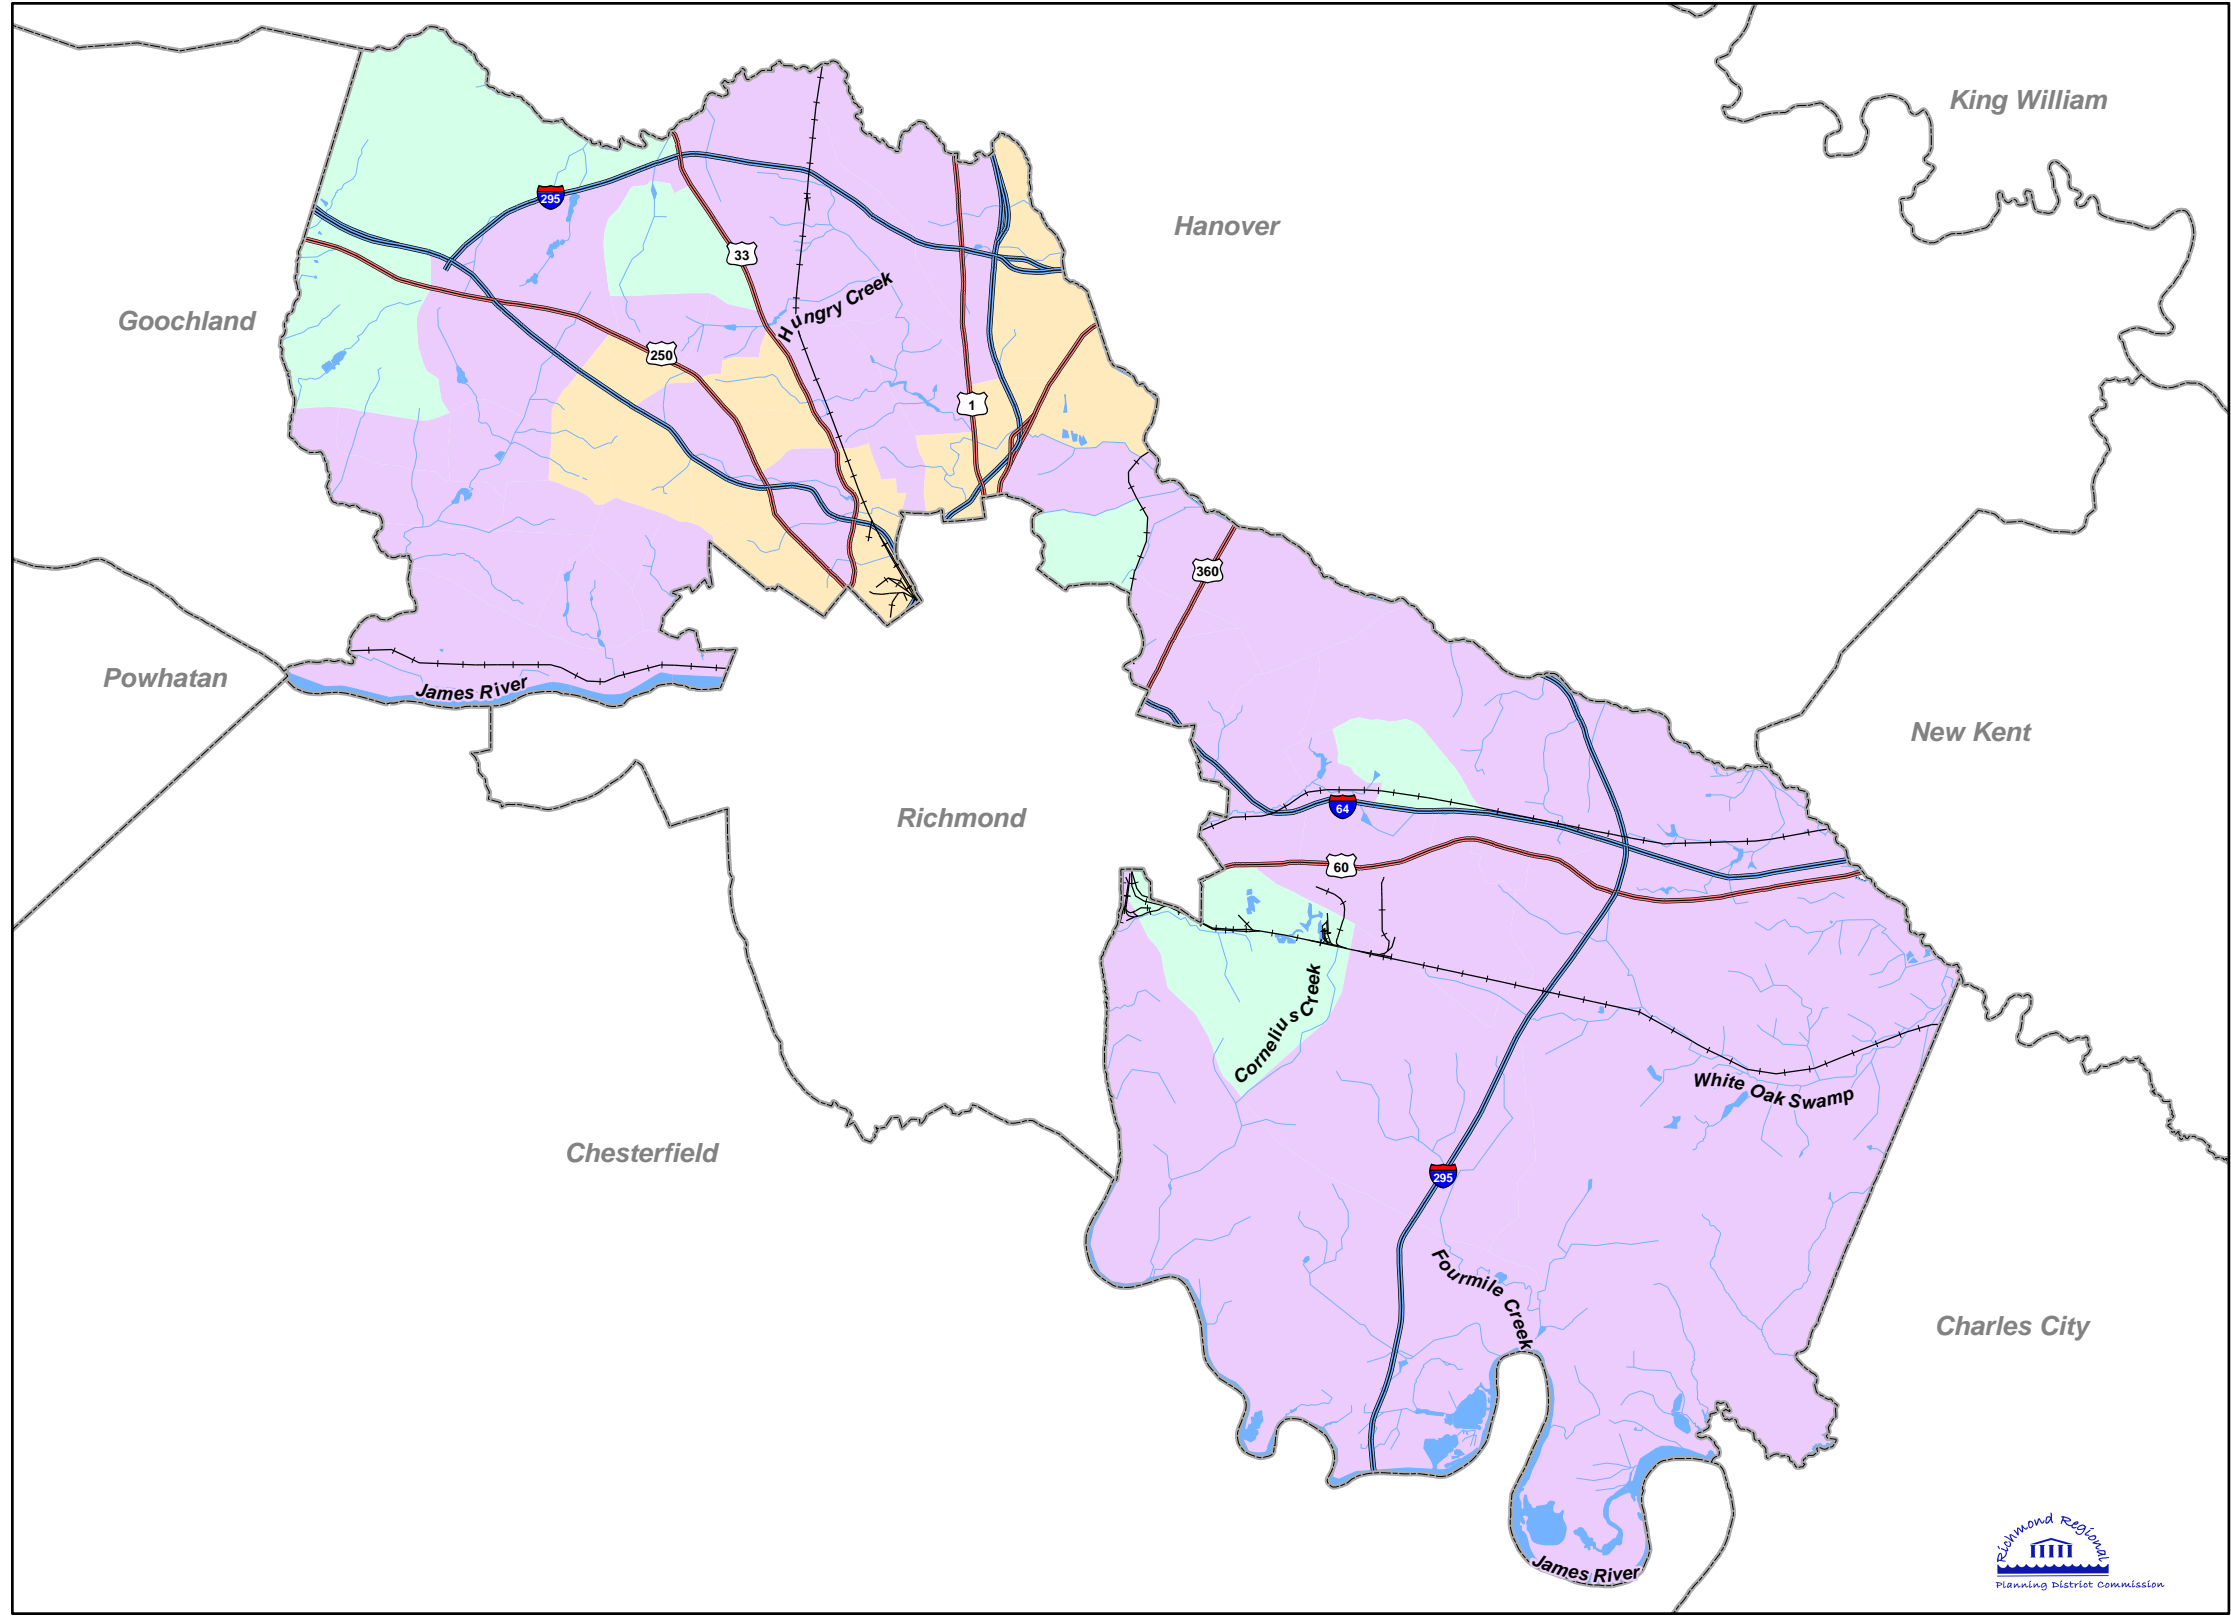 King William
Hanover
295
33
Hungry Creek
Goochland
250
1
360
Powhatan
James River
New Kent
Richmond
64
60
Cornelius Creek
White Oak Swamp
Chesterfield
295
Fourmile Creek
Charles City
James River
Richmond Regional
Planning District Commission